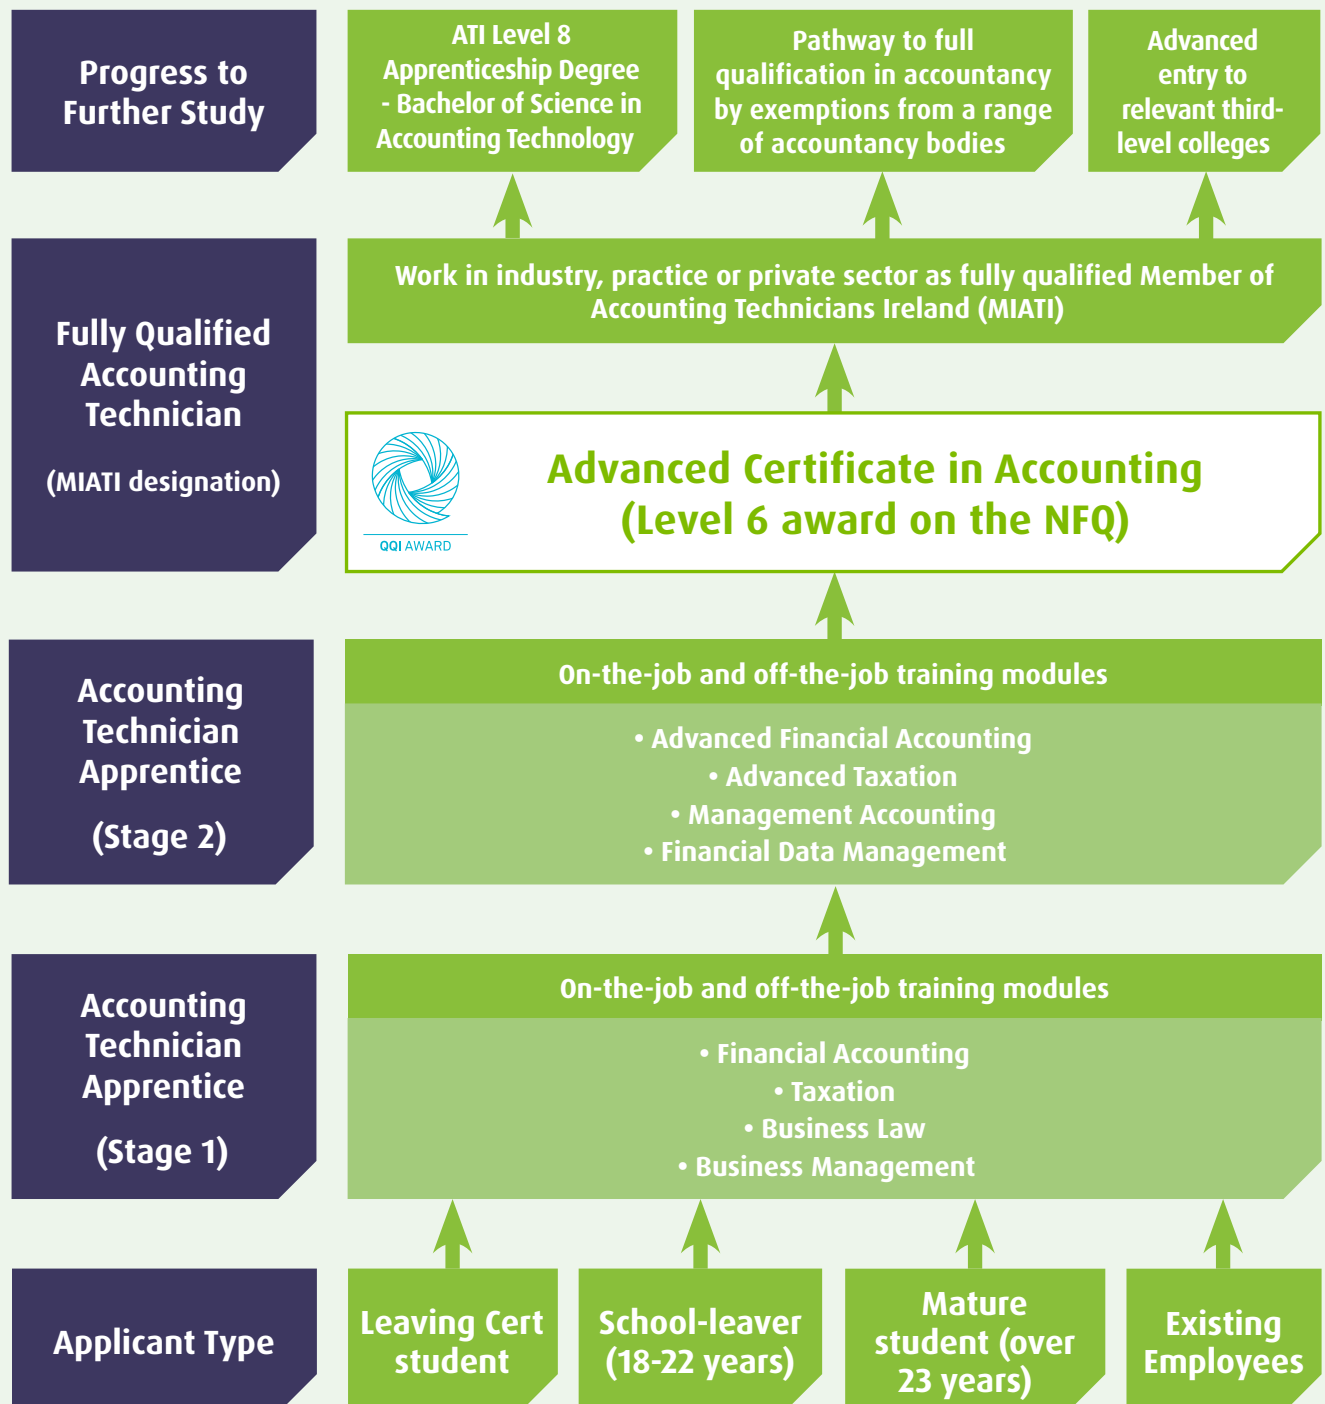 Progress to
Further Study
ATI Level 8
Apprenticeship Degree
- Bachelor of Science in
Accounting Technology
Pathway to full
qualification in accountancy
by exemptions from a range
of accountancy bodies
Advanced
entry to
relevant third-
level colleges
Fully Qualified
Accounting
Technician
(MIATI designation)
Work in industry, practice or private sector as fully qualified Member of
Accounting Technicians Ireland (MIATI)
QQI AWARD
Advanced Certificate in Accounting
(Level 6 award on the NFQ)
Accounting
Technician
Apprentice
(Stage 2)
On-the-job and off-the-job training modules
• Advanced Financial Accounting
• Advanced Taxation
• Management Accounting
• Financial Data Management
Accounting
Technician
Apprentice
(Stage 1)
On-the-job and off-the-job training modules
• Financial Accounting
• Taxation
• Business Law
• Business Management
Applicant Type
Leaving Cert
student
School-leaver
(18-22 years)
Mature
student (over
23 years)
Existing
Employees